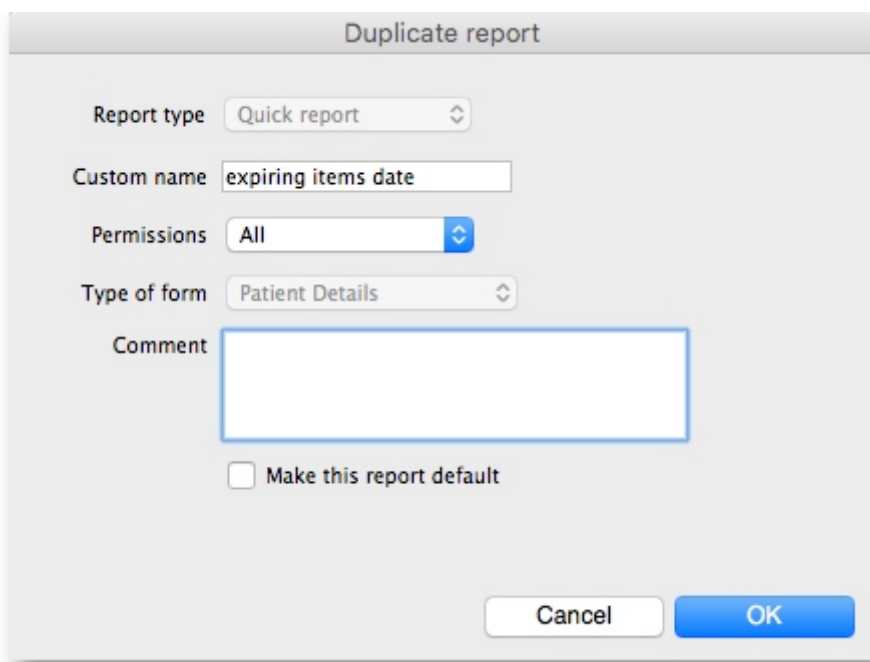 Duplicate report
Report type Quick report
Custom name expiring items date
Permissions All
Type of form Patient Details
Comment
Make this report default
Cancel OK